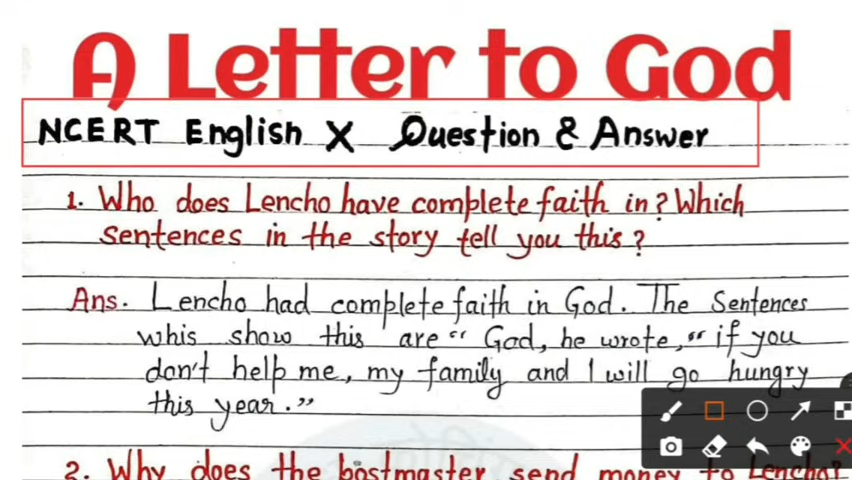 A Letter to God
NCERT English X Question & Answer
1. Who does Lencho have complete faith in? Which
sentences in the story tell you this?
Ans. Lencho had complete faith in God. The Sentences
whis show this are “ God, he wrote, “ if you
don't help me, my family and I will go hungry
this year.”
2. Why does the postmaster send money to Lencho?